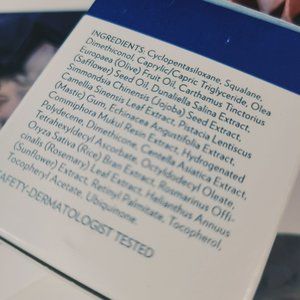 INGREDIENTS: Cyclopentasiloxane, Squalane,
Dimethiconol, Caprylic/Capric Triglyceride, Olea
Europaea (Olive) Fruit Oil, Carthamus Tinctorius
(Safflower) Seed Oil, Dunaliella Salina Extract,
Simmondsia Chinensis (Jojoba) Seed Extract,
Camellia Sinensis Leaf Extract, Pistacia Lentiscus
(Mastic) Gum, Echinacea Angustifolia Extract,
Commiphora Mukul Resin Extract, Hydrogenated
Polydecene, Dimethicone, Centella Asiatica Extract,
Tetrahexyldecyl Ascorbate, Octyldodecyl Oleate,
Oryza Sativa (Rice) Bran Extract, Rosmarinus Offi-
cinalis (Rosemary) Leaf Extract, Helianthus Annuus
(Sunflower) Extract, Retinyl Palmitate, Tocopherol,
Tocopheryl Acetate, Ubiquinone.
SAFETY-DERMATOLOGIST TESTED